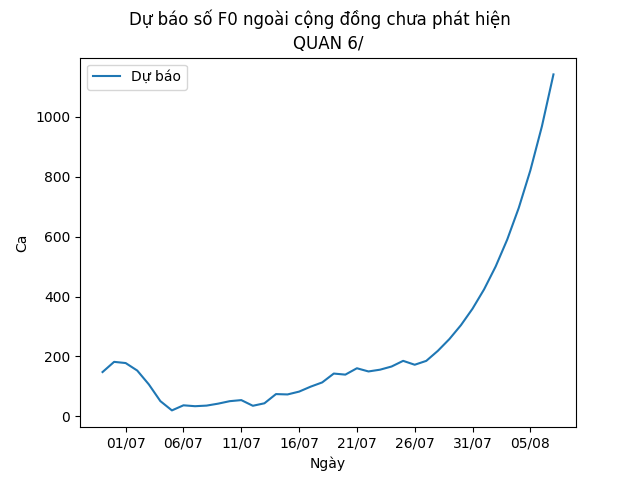 Dự báo số F0 ngoài cộng đồng chưa phát hiện
QUAN 6/
Dự báo
1000
800
600
400
200
0
Ca
01/07 06/07 11/07 16/07 21/07 26/07 31/07 05/08
Ngày